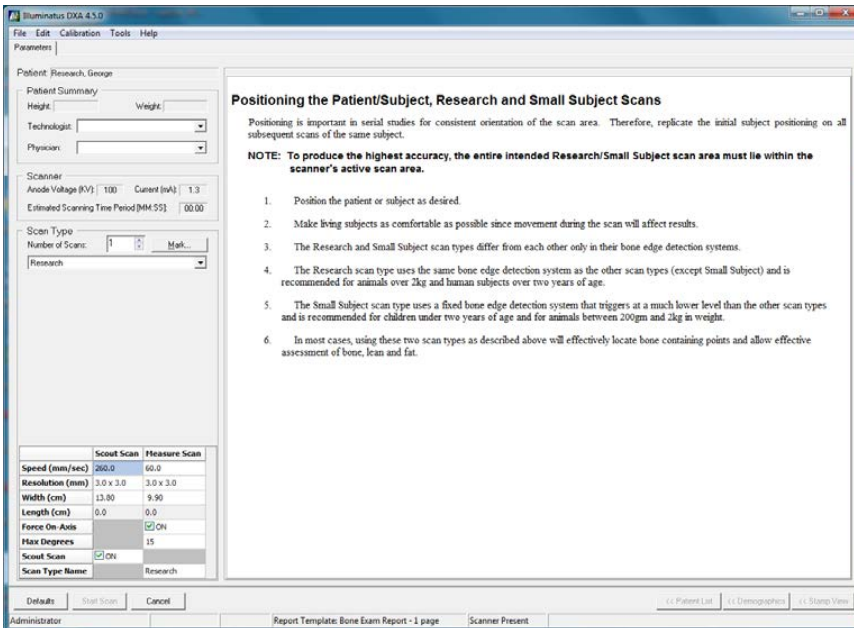 Illuminatus DXA 4.5.0
File Edit Calibration Tools Help
Parameters
Patient: Research, George
Patient Summary
Height: Weight:
Technologist:
Physician:
Scanner
Anode Voltage (KV): 100 Current (mA): 1.3
Estimated Scanning Time Period [MM:SS]: 00:00
Scan Type
Number of Scans: 1 Mark...
Research
Scout Scan Measure Scan
Speed (mm/sec) 260.0 60.0
Resolution (mm) 3.0 x 3.0 3.0 x 3.0
Width (cm) 13.80 9.90
Length (cm) 0.0 0.0
Force On-Axis ON
Max Degrees 15
Scout Scan ON
Scan Type Name Research
Positioning the Patient/Subject, Research and Small Subject Scans
Positioning is important in serial studies for consistent orientation of the scan area. Therefore, replicate the initial subject positioning on all
subsequent scans of the same subject.
NOTE: To produce the highest accuracy, the entire intended Research/Small Subject scan area must lie within the
scanner's active scan area.
1. Position the patient or subject as desired.
2. Make living subjects as comfortable as possible since movement during the scan will affect results.
3. The Research and Small Subject scan types differ from each other only in their bone edge detection systems.
4. The Research scan type uses the same bone edge detection system as the other scan types (except Small Subject) and is
recommended for animals over 2kg and human subjects over two years of age.
5. The Small Subject scan type uses a fixed bone edge detection system that triggers at a much lower level than the other scan types
and is recommended for children under two years of age and for animals between 200gm and 2kg in weight.
6. In most cases, using these two scan types as described above will effectively locate bone containing points and allow effective
assessment of bone, lean and fat.
Defaults Start Scan Cancel << Patient List << Demographics << Stamp View
Administrator Report Template: Bone Exam Report - 1 page Scanner Present